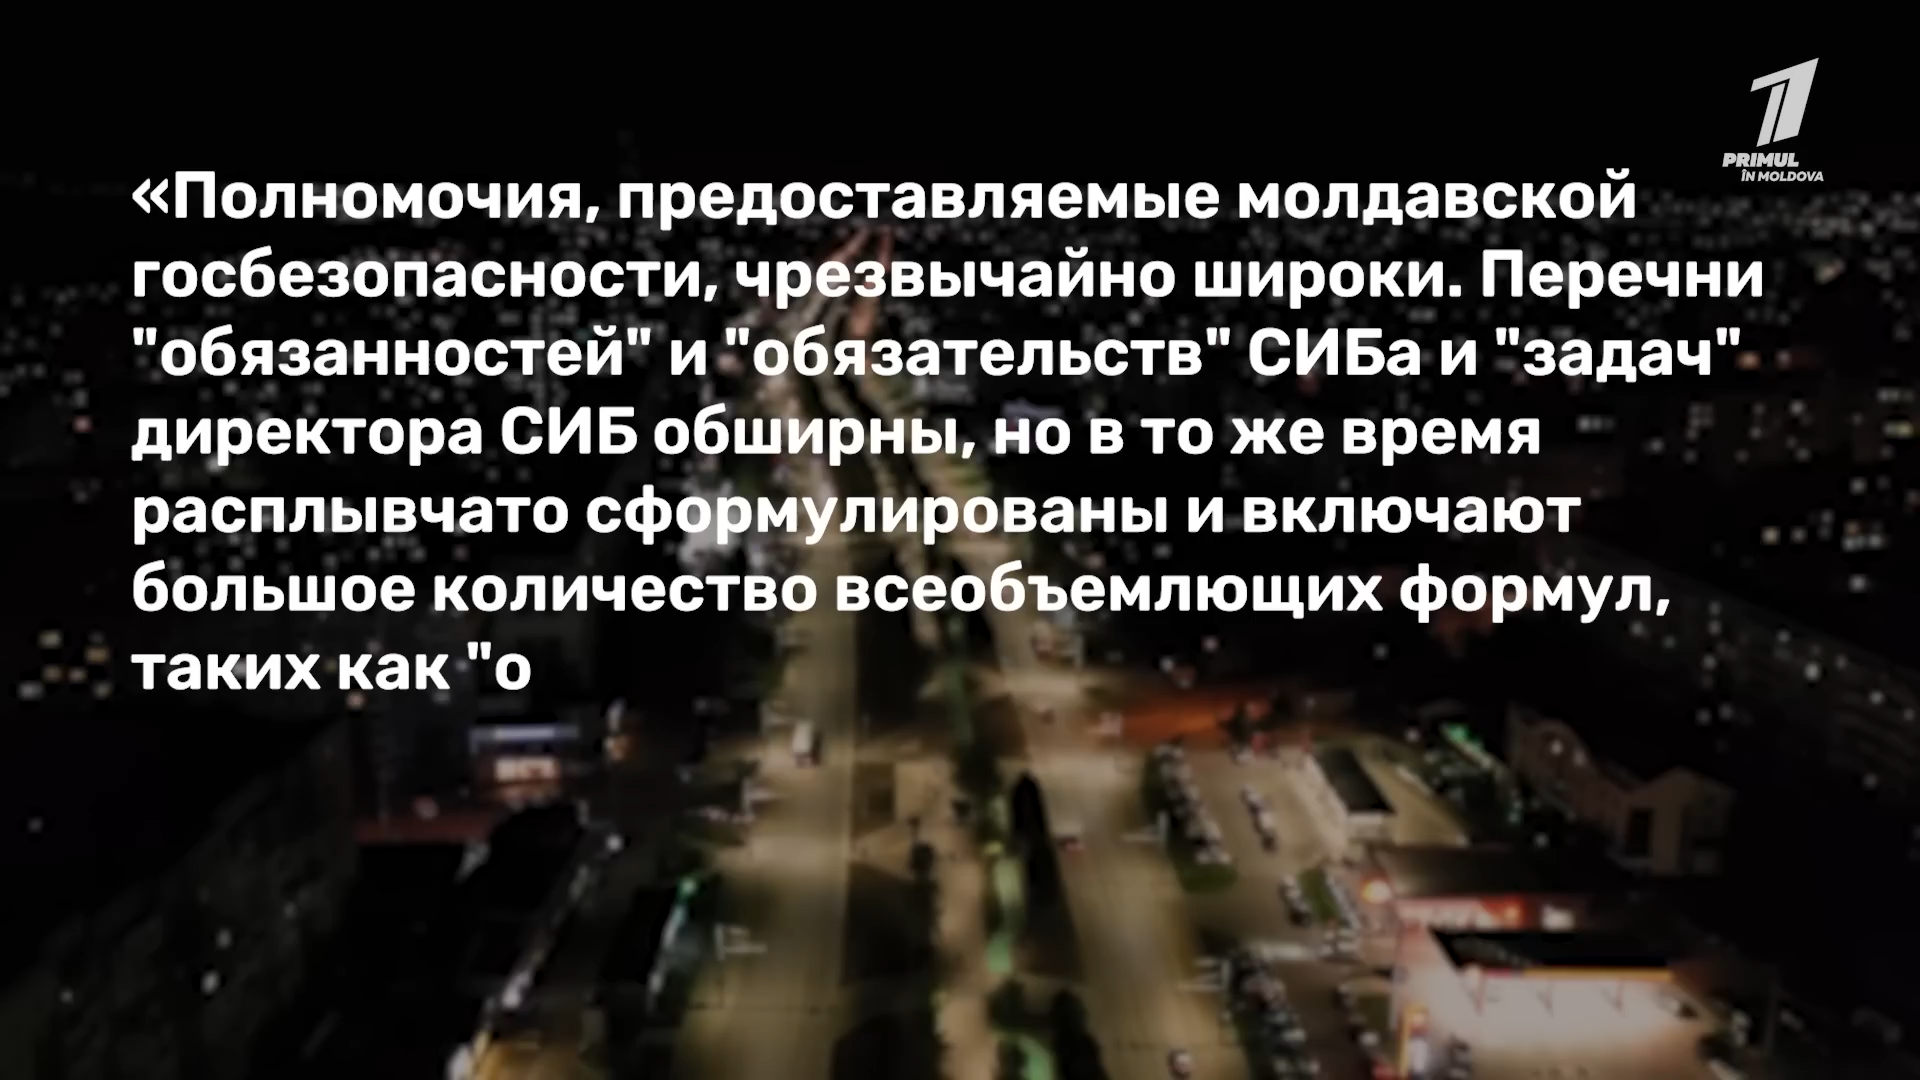 PRIMUL
ÎN MOLDOVA
«Полномочия, предоставляемые молдавской
госбезопасности, чрезвычайно широки. Перечни
"обязанностей" и "обязательств" СИБа и "задач"
директора СИБ обширны, но в то же время
расплывчато сформулированы и включают
большое количество всеобъемлющих формул,
таких как "о